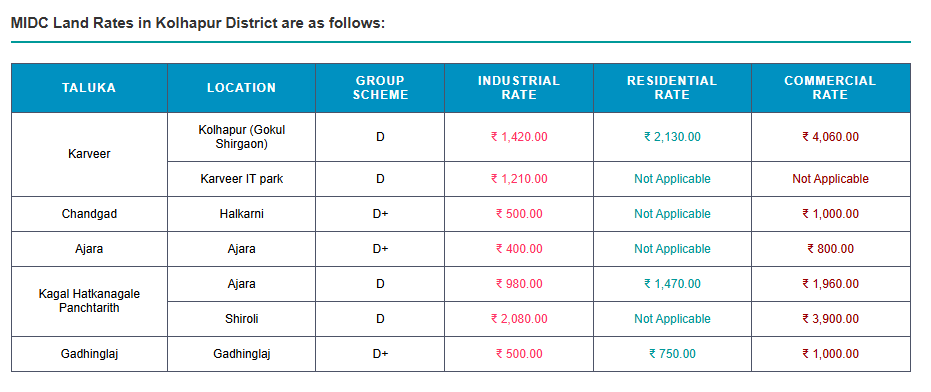 MIDC Land Rates in Kolhapur District are as follows:
TALUKA LOCATION GROUP SCHEME INDUSTRIAL RATE RESIDENTIAL RATE COMMERCIAL RATE
Karveer Kolhapur (Gokul Shirgaon) D ₹ 1,420.00 ₹ 2,130.00 ₹ 4,060.00
Karveer IT park D ₹ 1,210.00 Not Applicable Not Applicable
Chandgad Halkarni D+ ₹ 500.00 Not Applicable ₹ 1,000.00
Ajara Ajara D+ ₹ 400.00 Not Applicable ₹ 800.00
Kagal Hatkanagale Panchtarith Ajara D ₹ 980.00 ₹ 1,470.00 ₹ 1,960.00
Shiroli D ₹ 2,080.00 Not Applicable ₹ 3,900.00
Gadhinglaj Gadhinglaj D+ ₹ 500.00 ₹ 750.00 ₹ 1,000.00